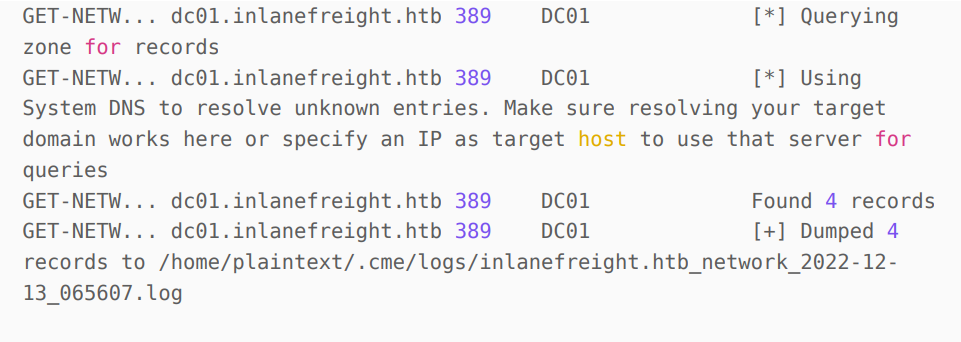 GET-NETW... dc01.inlanefreight.htb 389 DC01 [*] Querying
zone for records
GET-NETW... dc01.inlanefreight.htb 389 DC01 [*] Using
System DNS to resolve unknown entries. Make sure resolving your target
domain works here or specify an IP as target host to use that server for
queries
GET-NETW... dc01.inlanefreight.htb 389 DC01 Found 4 records
GET-NETW... dc01.inlanefreight.htb 389 DC01 [+] Dumped 4
records to /home/plaintext/.cme/logs/inlanefreight.htb_network_2022-12-
13_065607.log